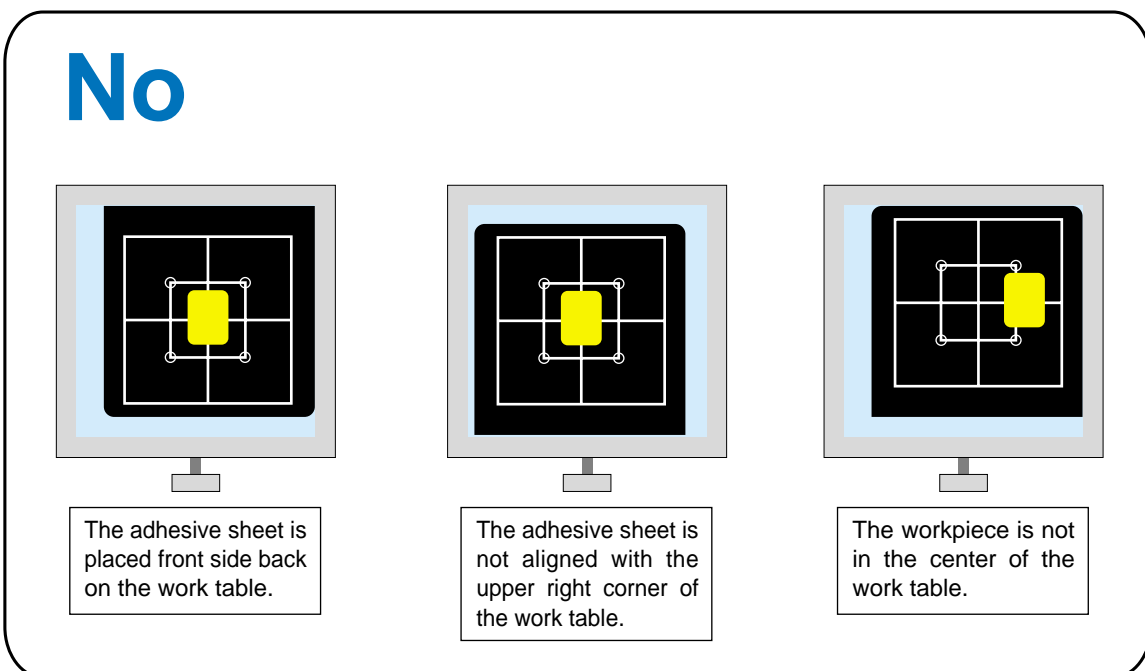 No
The adhesive sheet is
placed front side back
on the work table.
The adhesive sheet is
not aligned with the
upper right corner of
the work table.
The workpiece is not
in the center of the
work table.